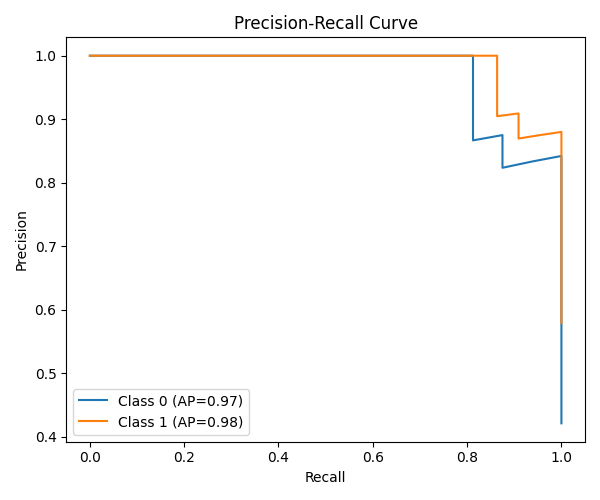 Precision-Recall Curve
1.0
0.9
0.8
0.7
0.6
0.5
0.4
Precision
Class 0 (AP=0.97)
Class 1 (AP=0.98)
0.0 0.2 0.4 0.6 0.8 1.0
Recall